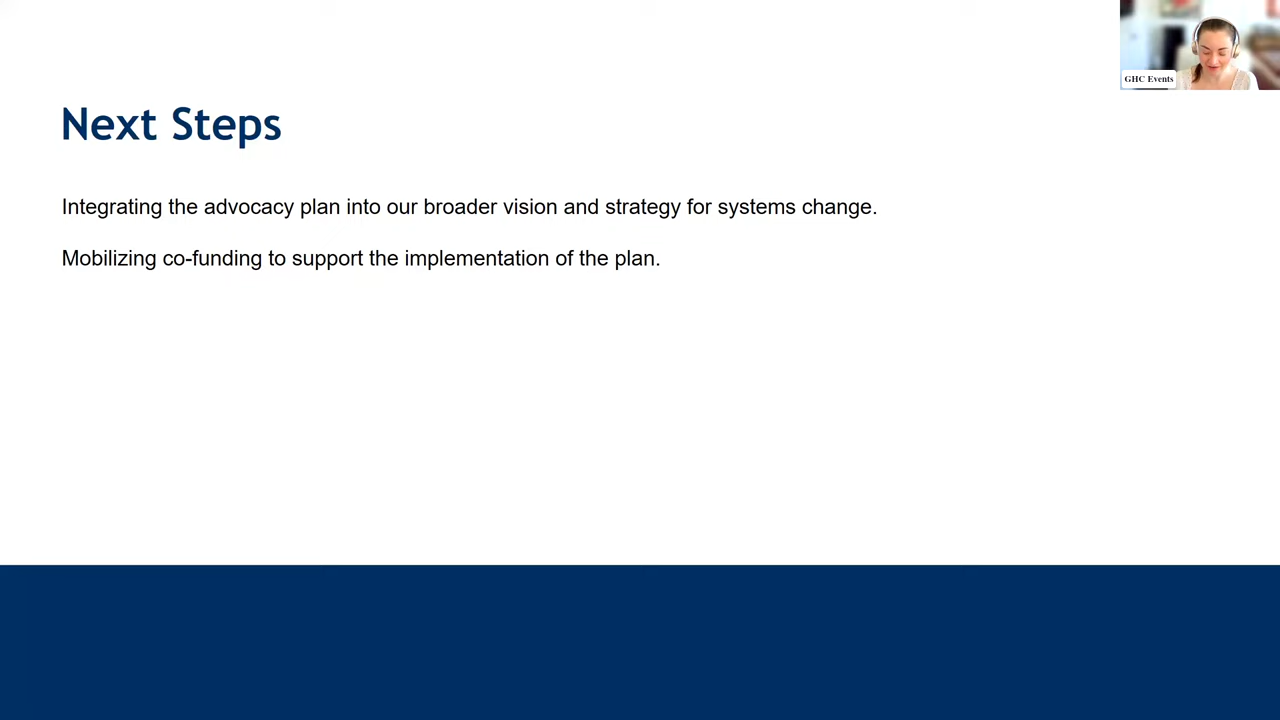 GHC Events
Next Steps
Integrating the advocacy plan into our broader vision and strategy for systems change.
Mobilizing co-funding to support the implementation of the plan.